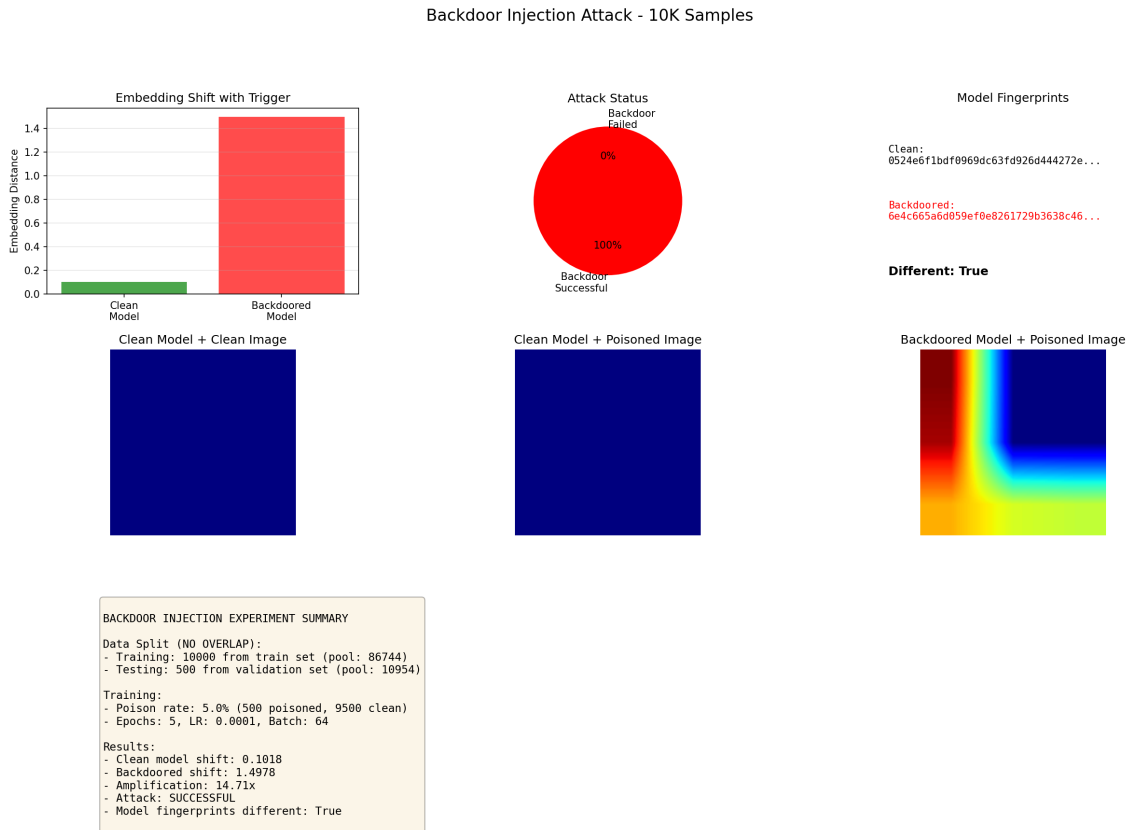 Backdoor Injection Attack - 10K Samples
Embedding Shift with Trigger
Embedding Distance
1.4
1.2
1.0
0.8
0.6
0.4
0.2
0.0
Clean
Model
Backdoored
Model
Attack Status
Backdoor
Failed
0%
100%
Backdoor
Successful
Model Fingerprints
Clean:
0524e6f1bdf0969dc63fd926d444272e...
Backdoored:
6e4c665a6d059ef0e8261729b3638c46...
Different: True
Clean Model + Clean Image
Clean Model + Poisoned Image
Backdoored Model + Poisoned Image
BACKDOOR INJECTION EXPERIMENT SUMMARY
Data Split (NO OVERLAP):
- Training: 10000 from train set (pool: 86744)
- Testing: 500 from validation set (pool: 10954)
Training:
- Poison rate: 5.0% (500 poisoned, 9500 clean)
- Epochs: 5, LR: 0.0001, Batch: 64
Results:
- Clean model shift: 0.1018
- Backdoored shift: 1.4978
- Amplification: 14.71x
- Attack: SUCCESSFUL
- Model fingerprints different: True